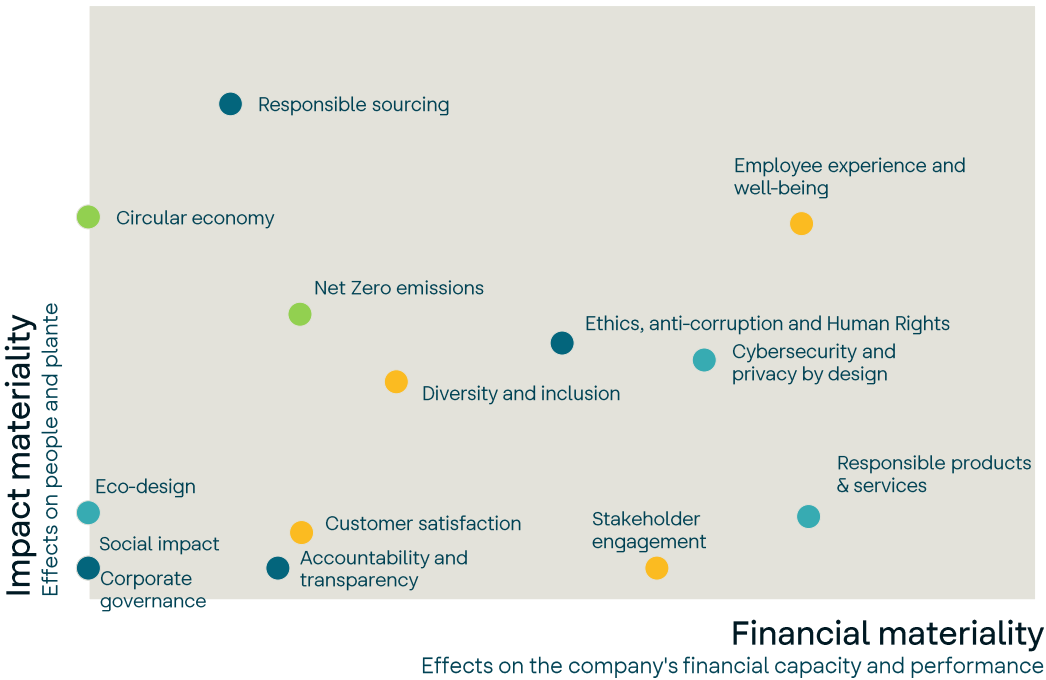 Responsible sourcing
Employee experience and
well-being
Circular economy
Net Zero emissions
Ethics, anti-corruption and Human Rights
Cybersecurity and
privacy by design
Diversity and inclusion
Responsible products
& services
Eco-design
Customer satisfaction
Stakeholder
engagement
Social impact
Accountability and
transparency
Corporate
governance
Impact materiality
Effects on people and plante
Financial materiality
Effects on the company's financial capacity and performance